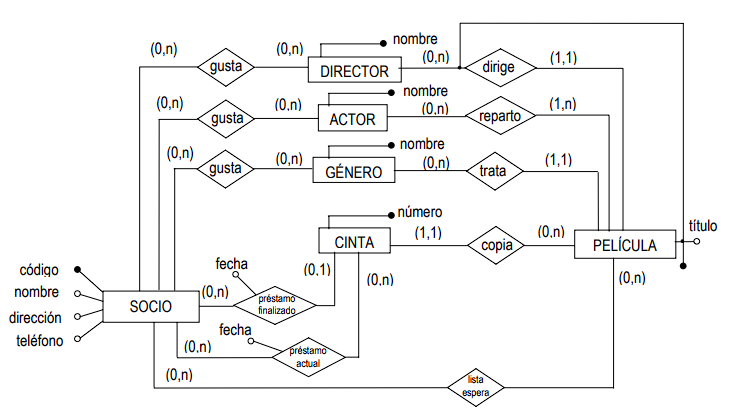 nombre
(0,n) gusta (0,n) DIRECTOR (0,n) dirige (1,1)
nombre
(0,n) gusta (0,n) ACTOR (0,n) reparto (1,n)
nombre
(0,n) gusta (0,n) GÉNERO (0,n) trata (1,1)
número
título
CINTA (1,1) copia (0,n) PELÍCULA
código
fecha
(0,1)
(0,n)
(0,n)
nombre
SOCIO
(0,n)
préstamo
finalizado
dirección
teléfono
fecha
(0,n)
préstamo
actual
(0,n)
lista
espera